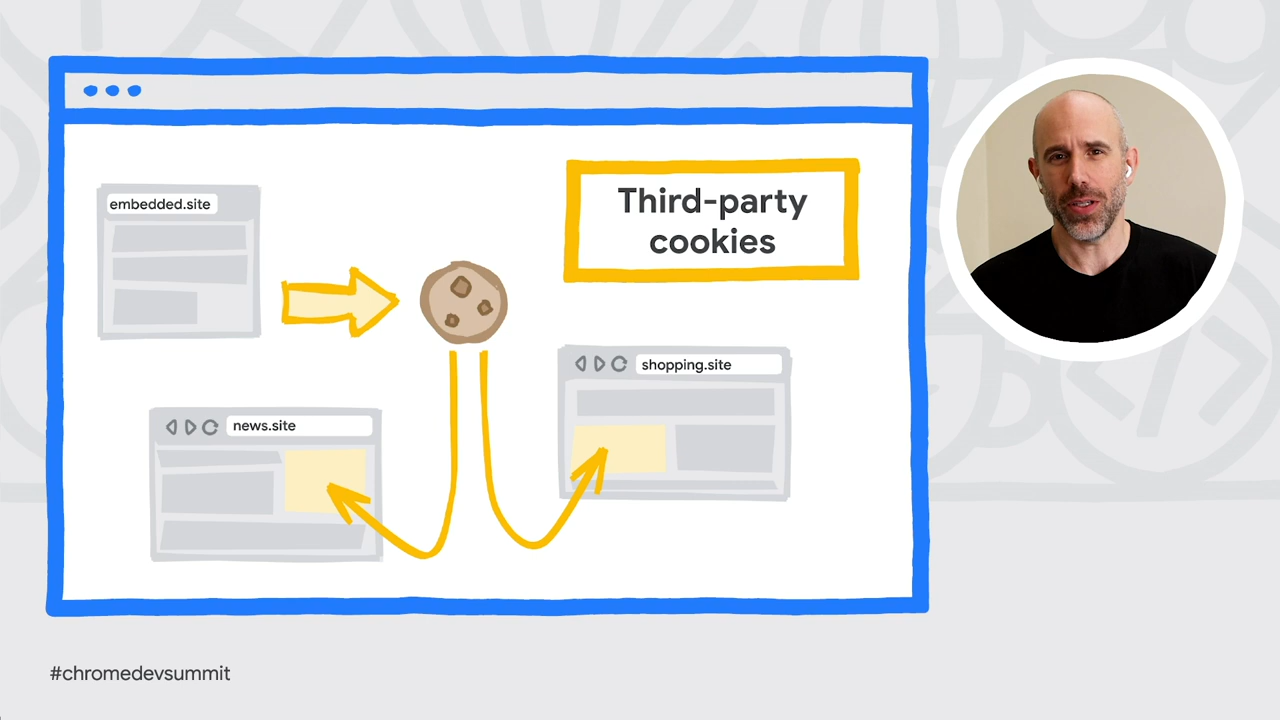 Third-party
cookies
embedded.site
shopping.site
news.site
#chromedevsummit